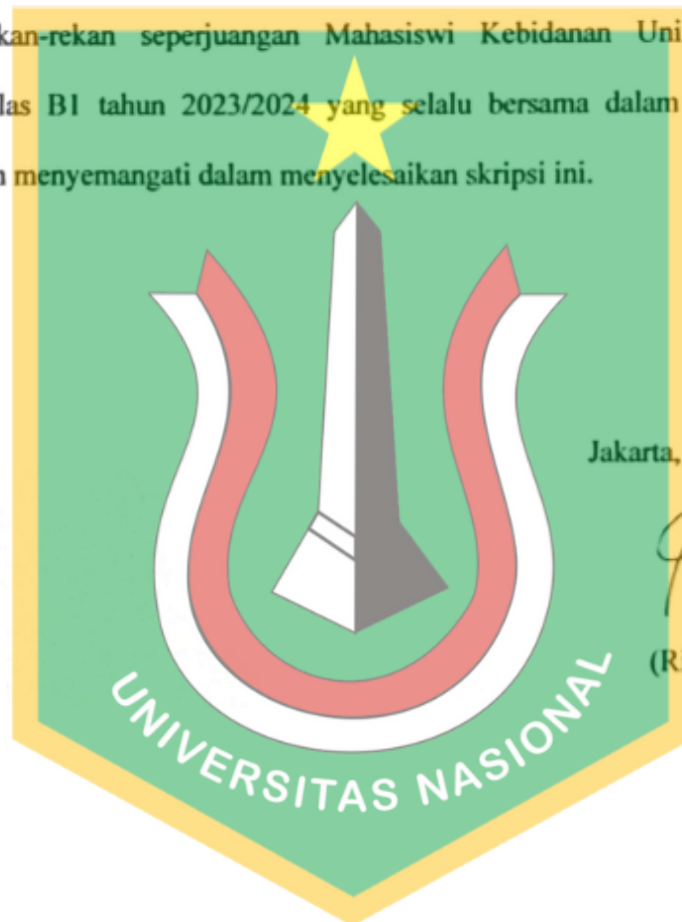 kan-rekan seperjuangan Mahasiswi Kebidanan Uni
las B1 tahun 2023/2024 yang selalu bersama dalam
n menyemangati dalam menyelesaikan skripsi ini.
Jakarta,
(Ri
UNIVERSITAS NASIONAL